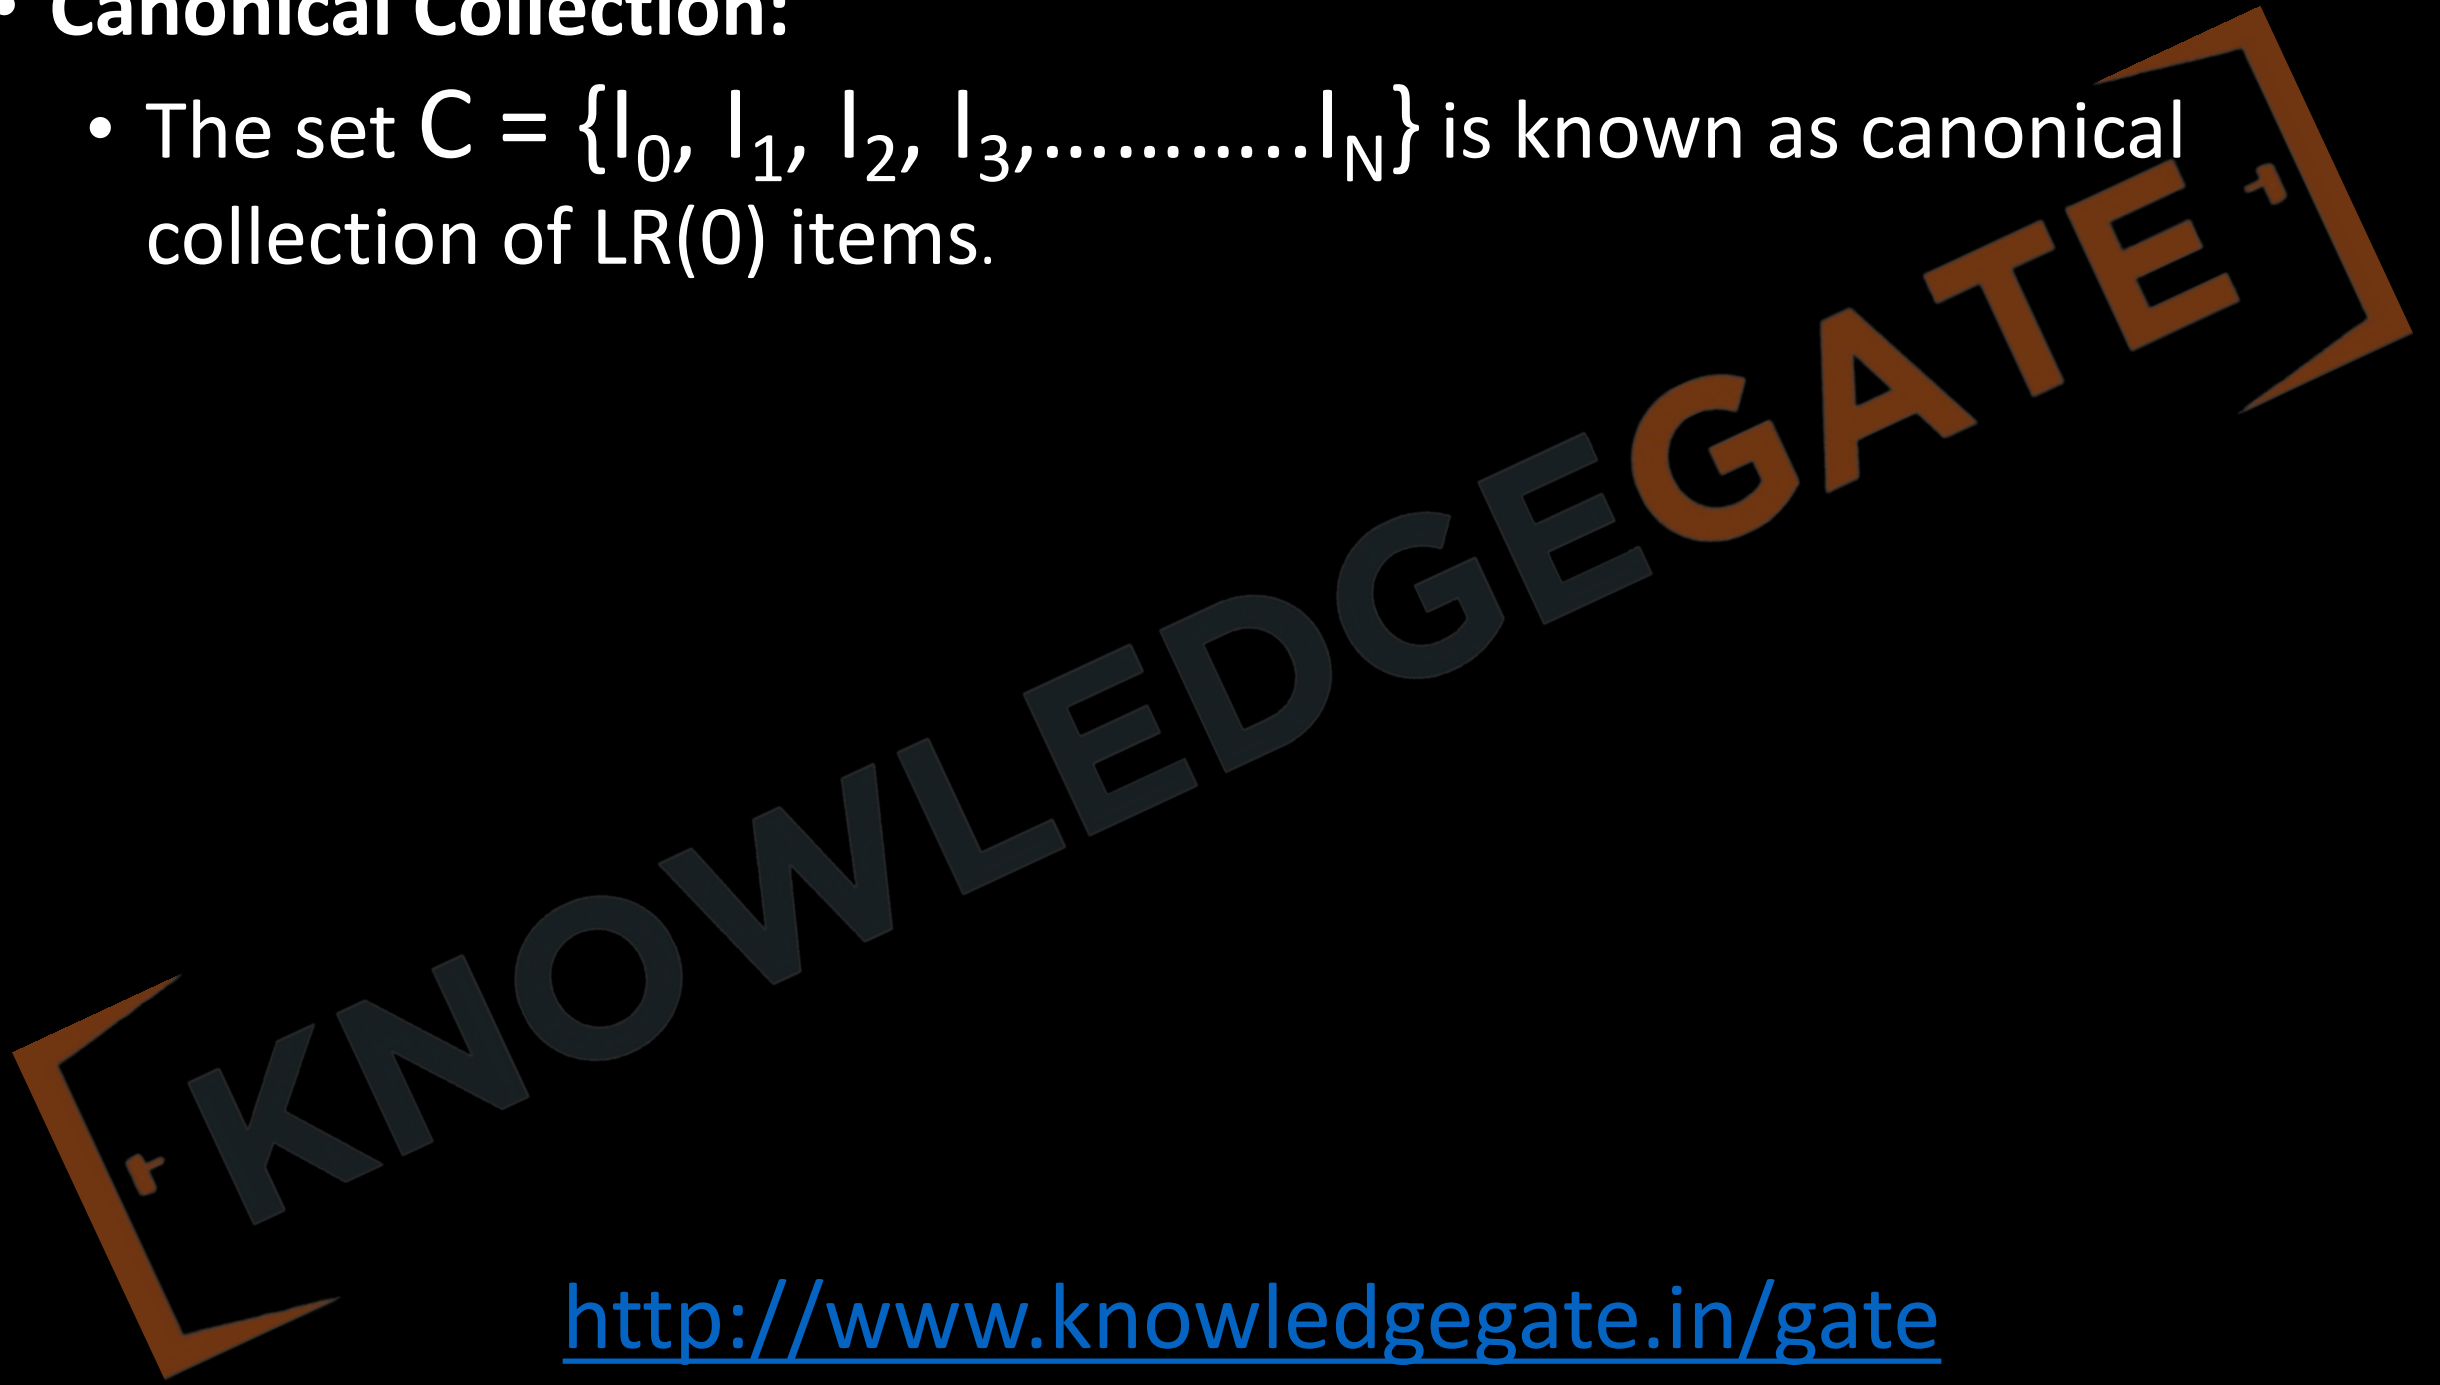 • Canonical Collection:
• The set C = {I₀, I₁, I₂, I₃,...........I_N} is known as canonical
collection of LR(0) items.
KNOWLEDGEGATE
http://www.knowledgegate.in/gate